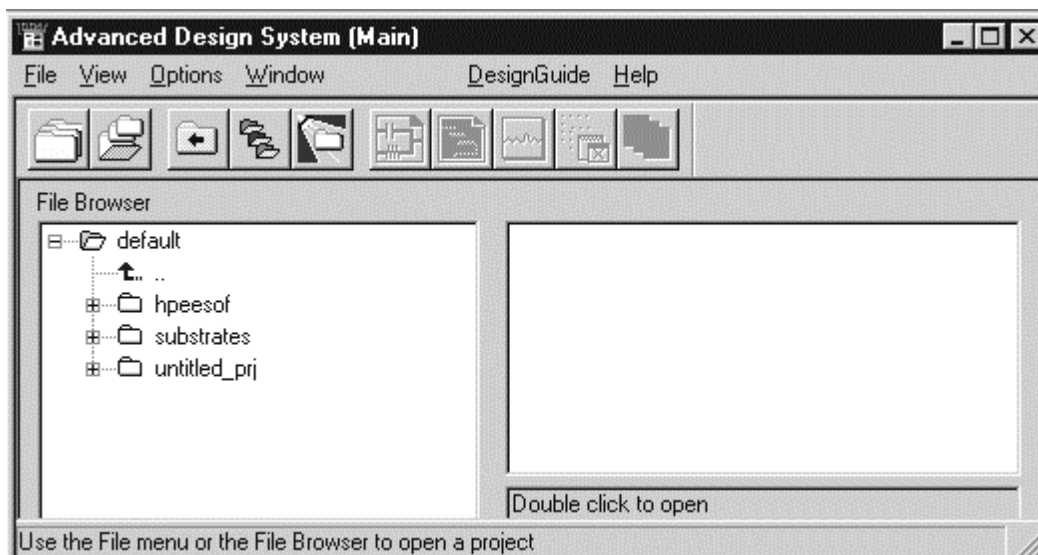 Advanced Design System (Main)
File View Options Window DesignGuide Help
File Browser
default
..
hpeesof
substrates
untitled_prj
Double click to open
Use the File menu or the File Browser to open a project